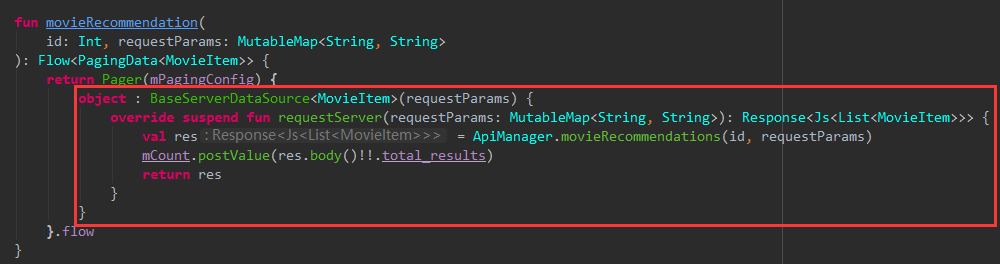 fun movieRecommendation(
    id: Int, requestParams: MutableMap<String, String>
): Flow<PagingData<MovieItem>> {
    return Pager(mPagingConfig) {
        object : BaseServerDataSource<MovieItem>(requestParams) {
            override suspend fun requestServer(requestParams: MutableMap<String, String>): Response<Js<List<MovieItem>>> {
                val res : Response<Js<List<MovieItem>>> = ApiManager.movieRecommendations(id, requestParams)
                mCount.postValue(res.body()!!.total_results)
                return res
            }
        }
    }.flow
}